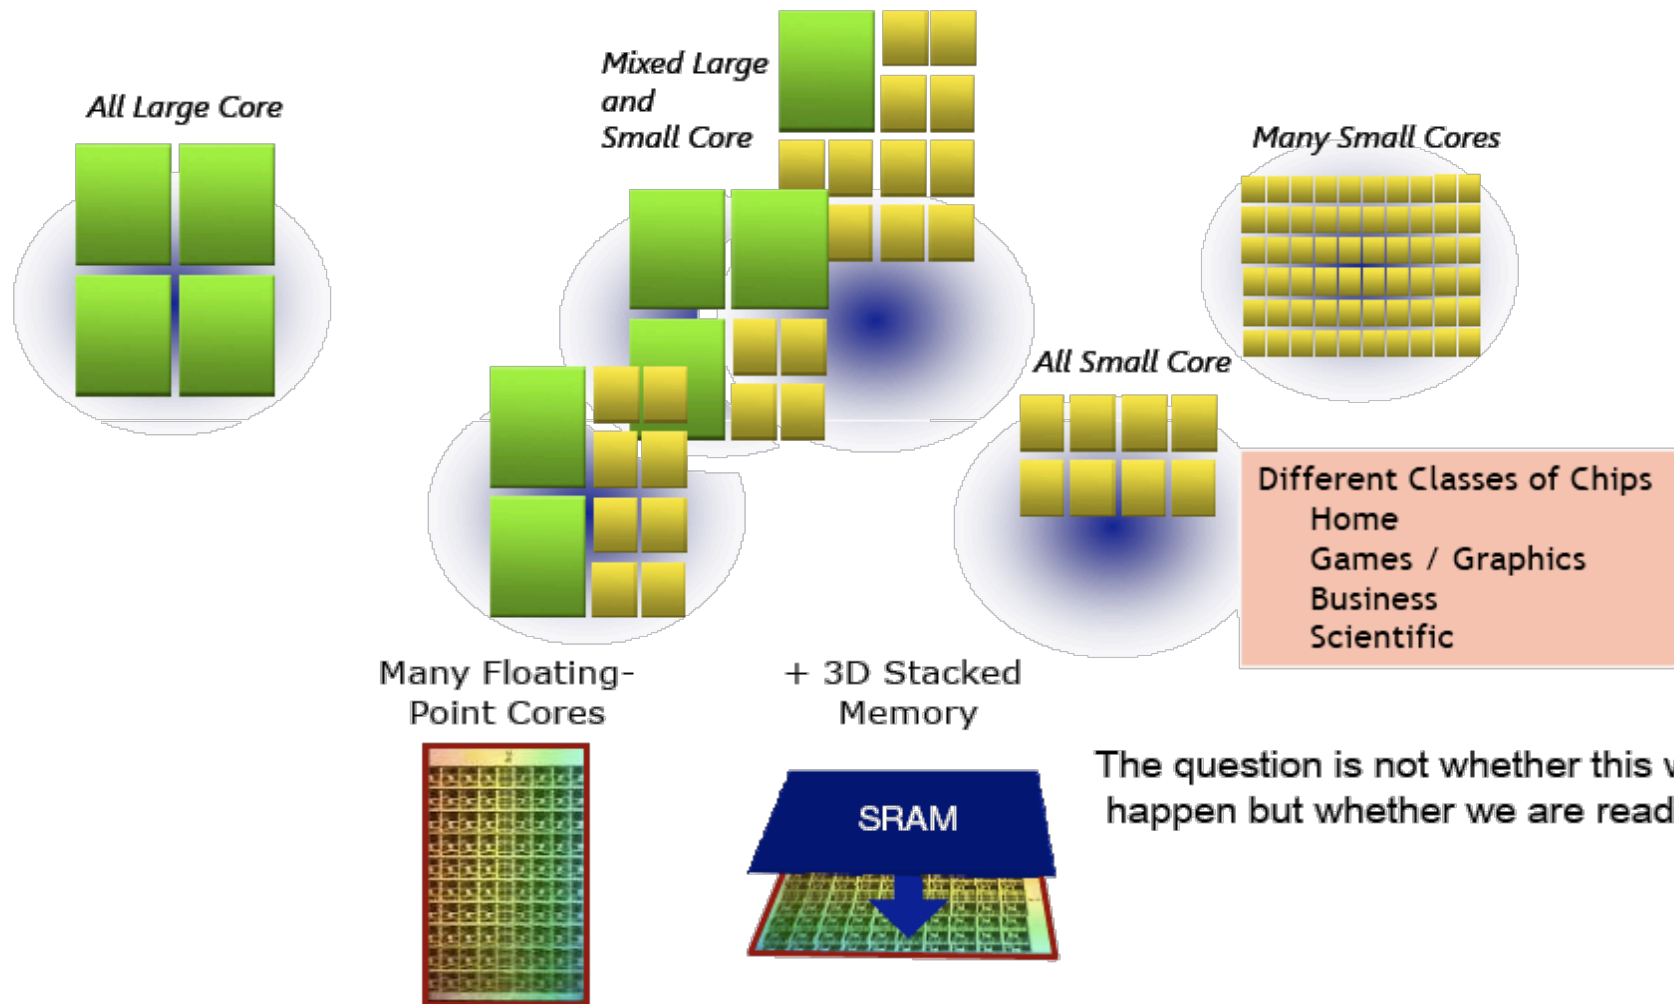 All Large Core
Mixed Large
and
Small Core
Many Small Cores
All Small Core
Different Classes of Chips
Home
Games / Graphics
Business
Scientific
Many Floating-
Point Cores
+ 3D Stacked
Memory
SRAM
The question is not whether this
happen but whether we are